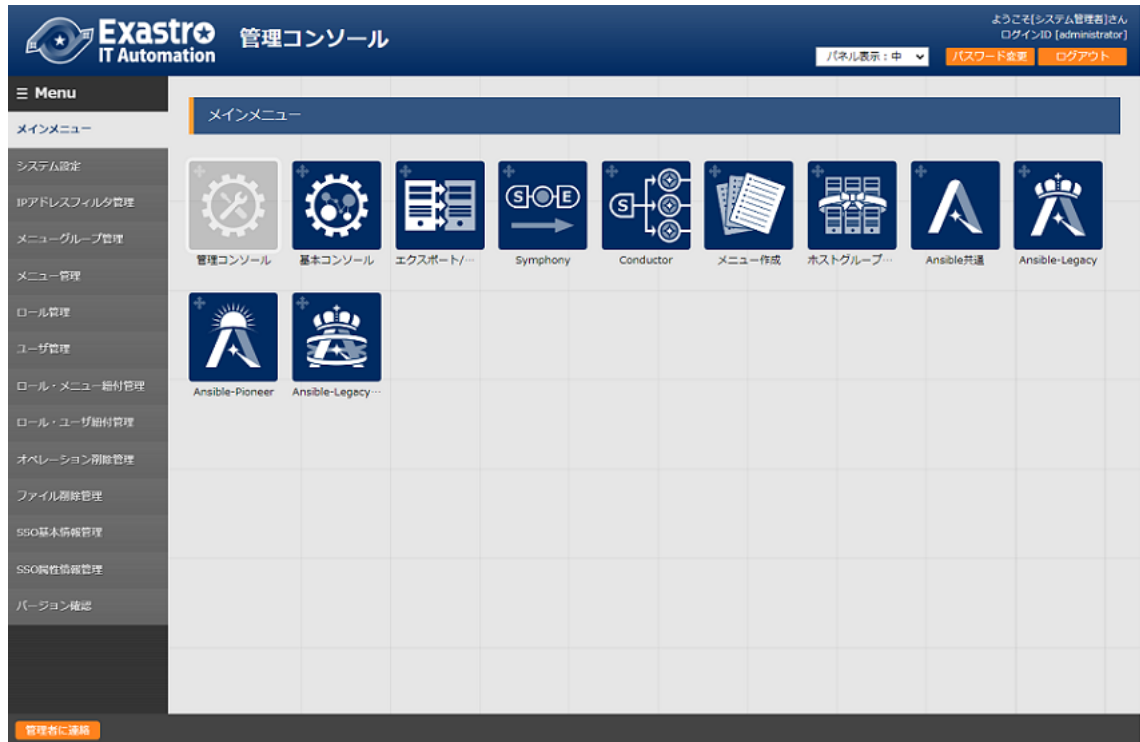 Exastro
IT Automation
管理コンソール
ようこそ[システム管理者]さん
ログインID [administrator]
パネル表示：中
パスワード変更
ログアウト
Menu
メインメニュー
システム設定
IPアドレスフィルタ管理
メニューグループ管理
メニュー管理
ロール管理
ユーザ管理
ロール・メニュー紐付管理
ロール・ユーザ紐付管理
オペレーション削除管理
ファイル削除管理
SSO基本情報管理
SSO属性情報管理
バージョン確認
メインメニュー
S
O
E
S
管理コンソール
基本コンソール
エクスポート/…
Symphony
Conductor
メニュー作成
ホストグループ…
Ansible共通
Ansible-Legacy
Ansible-Pioneer
Ansible-Legacy…
管理者に連絡